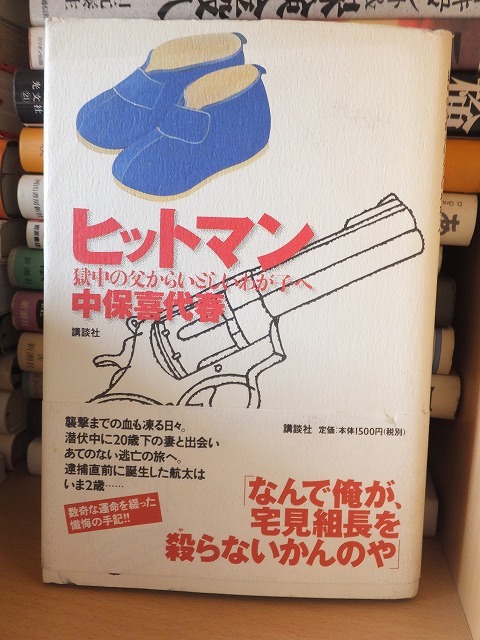 ヒットマン
獄中の父からいとしいわが子へ
中保喜代春
講談社
襲撃までの血も凍る日々。
潜伏中に20歳下の妻と出会い
あてのない逃亡の旅へ。
逮捕直前に誕生した航太は
いま2歳……
数奇な運命を綴った
懺悔の手記!!
講談社 定価:本体1500円(税別)
「なんで俺が、
宅見組長を
殺らないかんのや」
光文社